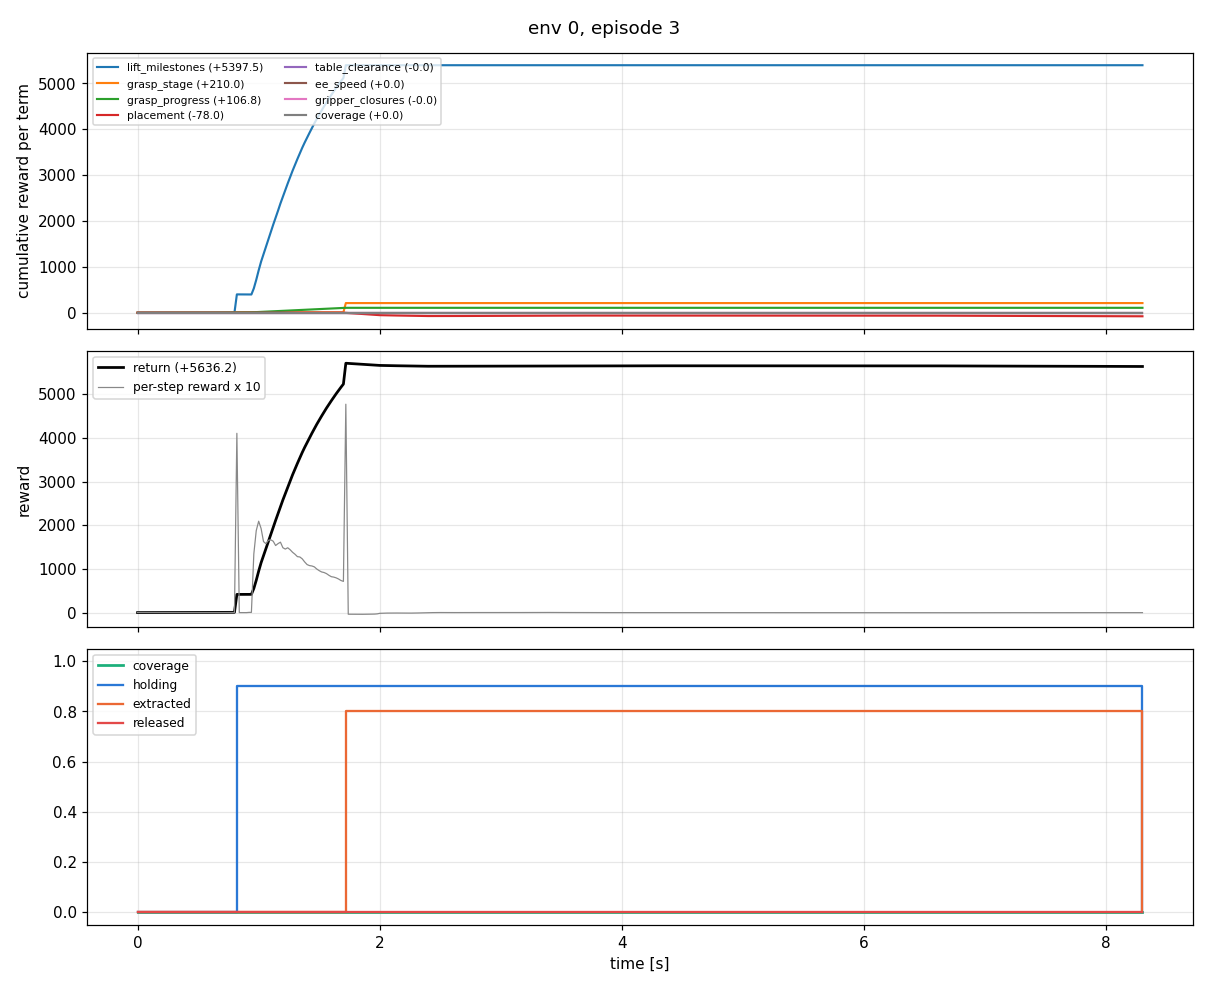 env 0, episode 3
cumulative reward per term
5000
4000
3000
2000
1000
0
lift_milestones (+5397.5)
grasp_stage (+210.0)
grasp_progress (+106.8)
placement (-78.0)
table_clearance (-0.0)
ee_speed (+0.0)
gripper_closures (-0.0)
coverage (+0.0)
reward
5000
4000
3000
2000
1000
0
return (+5636.2)
per-step reward x 10
1.0
0.8
0.6
0.4
0.2
0.0
coverage
holding
extracted
released
0 2 4 6 8
time [s]